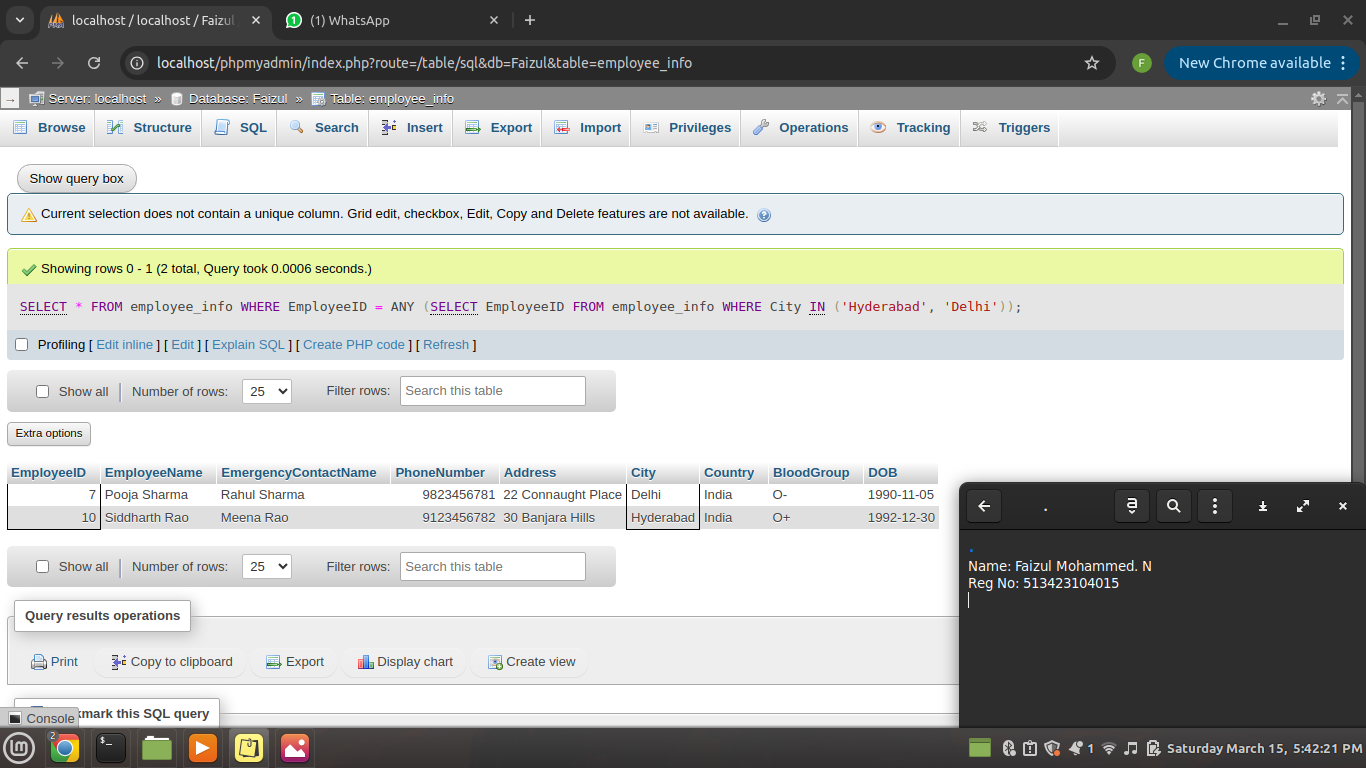 localhost / localhost / Faizul
(1) WhatsApp
localhost/phpmyadmin/index.php?route=/table/sql&db=Faizul&table=employee_info
F
New Chrome available
Server: localhost » Database: Faizul » Table: employee_info
Browse Structure SQL Search Insert Export Import Privileges Operations Tracking Triggers
Show query box
Current selection does not contain a unique column. Grid edit, checkbox, Edit, Copy and Delete features are not available.
Showing rows 0 - 1 (2 total, Query took 0.0006 seconds.)
SELECT * FROM employee_info WHERE EmployeeID = ANY (SELECT EmployeeID FROM employee_info WHERE City IN ('Hyderabad', 'Delhi'));
Profiling [ Edit inline ] [ Edit ] [ Explain SQL ] [ Create PHP code ] [ Refresh ]
Show all | Number of rows: 25 Filter rows: Search this table
Extra options
EmployeeID EmployeeName EmergencyContactName PhoneNumber Address City Country BloodGroup DOB
7 Pooja Sharma Rahul Sharma 9823456781 22 Connaught Place Delhi India O- 1990-11-05
10 Siddharth Rao Meena Rao 9123456782 30 Banjara Hills Hyderabad India O+ 1992-12-30
Show all | Number of rows: 25 Filter rows: Search this table
Query results operations
Print Copy to clipboard Export Display chart Create view
kmark this SQL query
Console
.
.
Name: Faizul Mohammed. N
Reg No: 513423104015
2
1
Saturday March 15, 5:42:21 PM